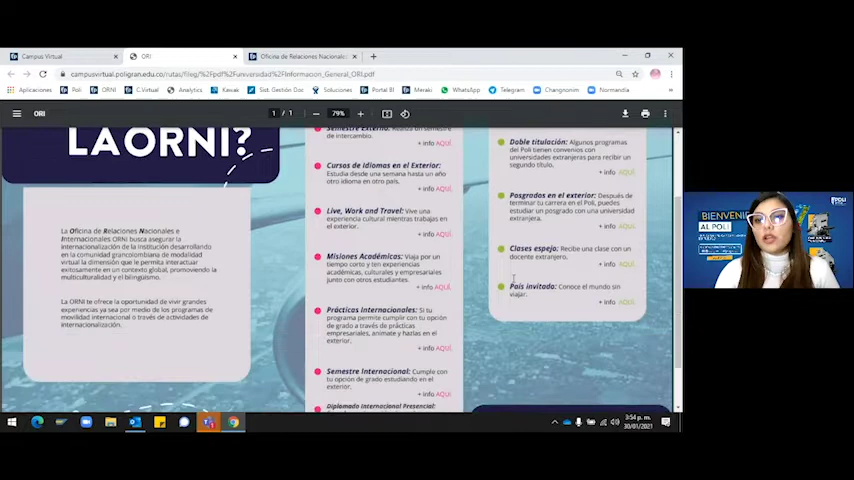 Campus Virtual
ORI
Oficina de Relaciones Nacionales
campusvirtual.poligran.edu.co/rutas/fileg/%2Fpdf%2Funiversidad%2FInformacion_General_ORI.pdf
Aplicaciones
Poli
ORNI
C.Virtual
Analytics
Kawak
Sist. Gestión Doc
Soluciones
Portal BI
Meraki
WhatsApp
Telegram
Changnonim
Normandía
ORI
1 / 1
79%
LAORNI?
La Oficina de Relaciones Nacionales e
Internacionales ORNI busca asegurar la
internacionalización de la institución desarrollando
en la comunidad grancolombiana de modalidad
virtual la dimensión que le permita interactuar
exitosamente en un contexto global, promoviendo la
multiculturalidad y el bilingüismo.
La ORNI te ofrece la oportunidad de vivir grandes
experiencias ya sea por medio de los programas de
movilidad internacional o través de actividades de
internacionalización.
Semestre Externo: Realiza un semestre
de intercambio.
+ info AQUÍ.
Cursos de Idiomas en el Exterior:
Estudia desde una semana hasta un año
otro idioma en otro país.
+ info AQUÍ.
Live, Work and Travel: Vive una
experiencia cultural mientras trabajas en
el exterior.
+ info AQUÍ.
Misiones Académicas: Viaja por un
tiempo corto y ten experiencias
académicas, culturales y empresariales
junto con otros estudiantes.
+ info AQUÍ.
Prácticas Internacionales: Si tu
programa permite cumplir con tu opción
de grado a través de prácticas
empresariales, anímate y hazlas en el
exterior.
+ info AQUÍ.
Semestre Internacional: Cumple con
tu opción de grado estudiando en el
exterior.
+ info AQUÍ.
Diplomado Internacional Presencial:
Doble titulación: Algunos programas
del Poli tienen convenios con
universidades extranjeras para recibir un
segundo título.
+ info AQUÍ.
Posgrados en el exterior: Después de
terminar tu carrera en el Poli, puedes
estudiar un posgrado con una universidad
extranjera.
+ info AQUÍ.
Clases espejo: Recibe una clase con un
docente extranjero.
+ info AQUÍ.
País invitado: Conoce el mundo sin
viajar.
+ info AQUÍ.
3:54 p. m.
30/01/2021
BIENVENI
AL POLI
POLI